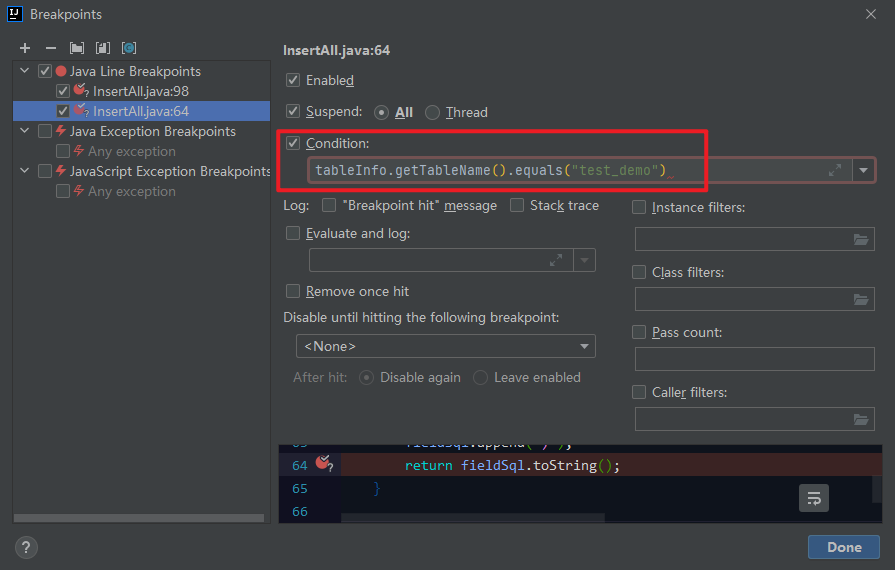 IJ Breakpoints
Java Line Breakpoints
InsertAll.java:98
InsertAll.java:64
Java Exception Breakpoints
Any exception
JavaScript Exception Breakpoints
Any exception
InsertAll.java:64
Enabled
Suspend: All Thread
Condition:
tableInfo.getTableName().equals("test_demo")
Log: "Breakpoint hit" message Stack trace
Evaluate and log:
Remove once hit
Disable until hitting the following breakpoint:
<None>
After hit: Disable again Leave enabled
Instance filters:
Class filters:
Pass count:
Caller filters:
64 return fieldSql.toString();
65 }
66
? Done